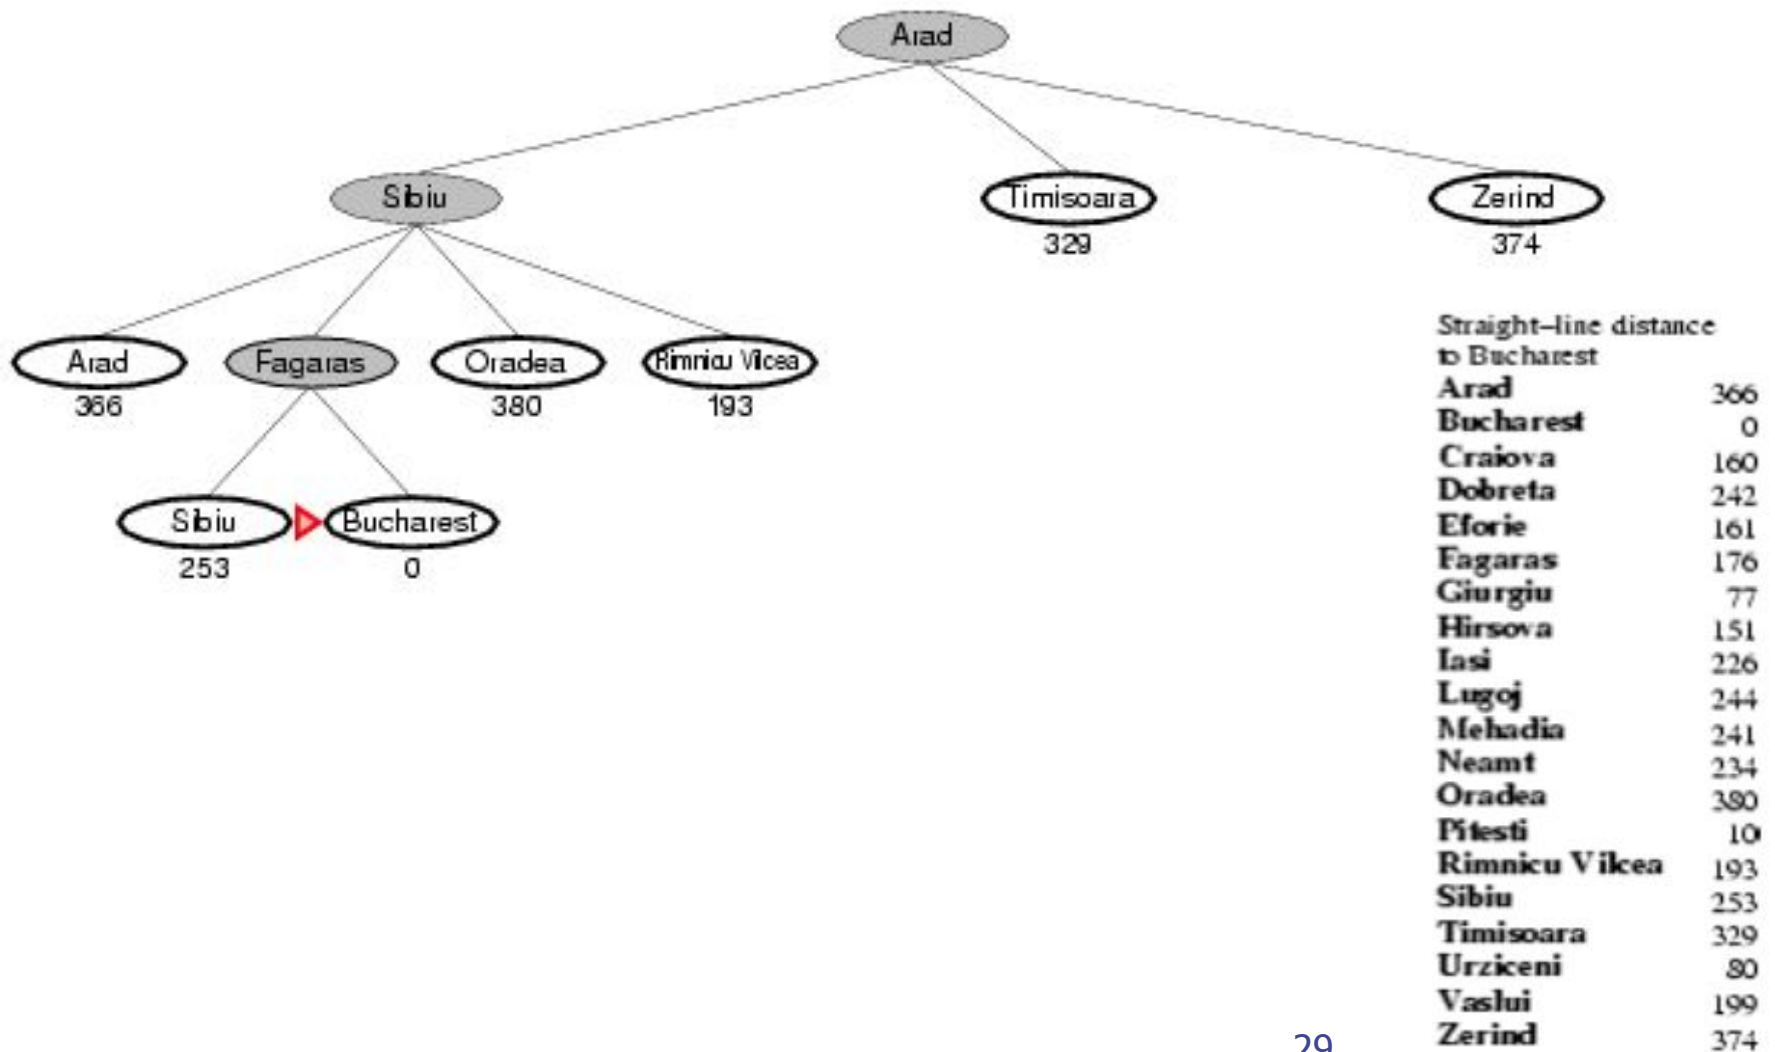 Arad
Sibiu
Timisoara
Zerind
329
374
Arad
Fagaras
Oradea
Rimnicu Vilcea
366
380
193
Sibiu
Bucharest
253
0
Straight-line distance
to Bucharest
Arad 366
Bucharest 0
Craiova 160
Dobreta 242
Eforie 161
Fagaras 176
Giurgiu 77
Hirsova 151
Iasi 226
Lugoj 244
Mehadia 241
Neamt 234
Oradea 380
Pitesti 10
Rimnicu Vilcea 193
Sibiu 253
Timisoara 329
Urziceni 80
Vaslui 199
Zerind 374
29